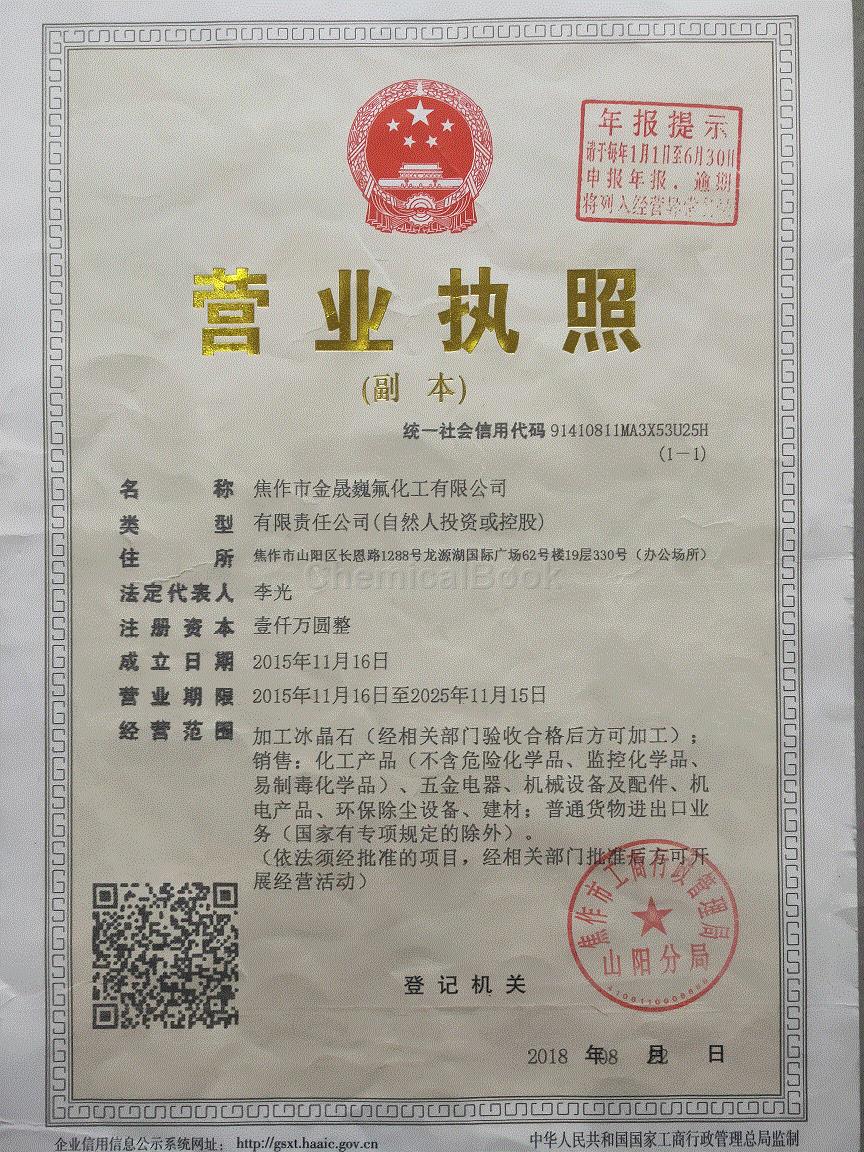 年报提示
请于每年1月1日至6月30日
申报年报，逾期
将列入经营异常
营业执照
(副 本)
统一社会信用代码 91410811MA3X53U25H
(1－1)
名 称 焦作市金晟巍氟化工有限公司
类 型 有限责任公司(自然人投资或控股)
住 所 焦作市山阳区长恩路1288号龙源湖国际广场62号楼19层330号（办公场所）
ChemicalBook
法定代表人 李光
注册资本 壹仟万圆整
成立日期 2015年11月16日
营业期限 2015年11月16日至2025年11月15日
经营范围 加工冰晶石（经相关部门验收合格后方可加工）；
销售：化工产品（不含危险化学品、监控化学品、
易制毒化学品）、五金电器、机械设备及配件、机
电产品、环保除尘设备、建材；普通货物进出口业
务（国家有专项规定的除外）。
（依法须经批准的项目，经相关部门批准后方可开
展经营活动）
焦作市工商行政管理局
山阳分局
登记机关
2018 年08 月22 日
企业信用信息公示系统网址： http://gsxt.haaic.gov.cn
中华人民共和国国家工商行政管理总局监制